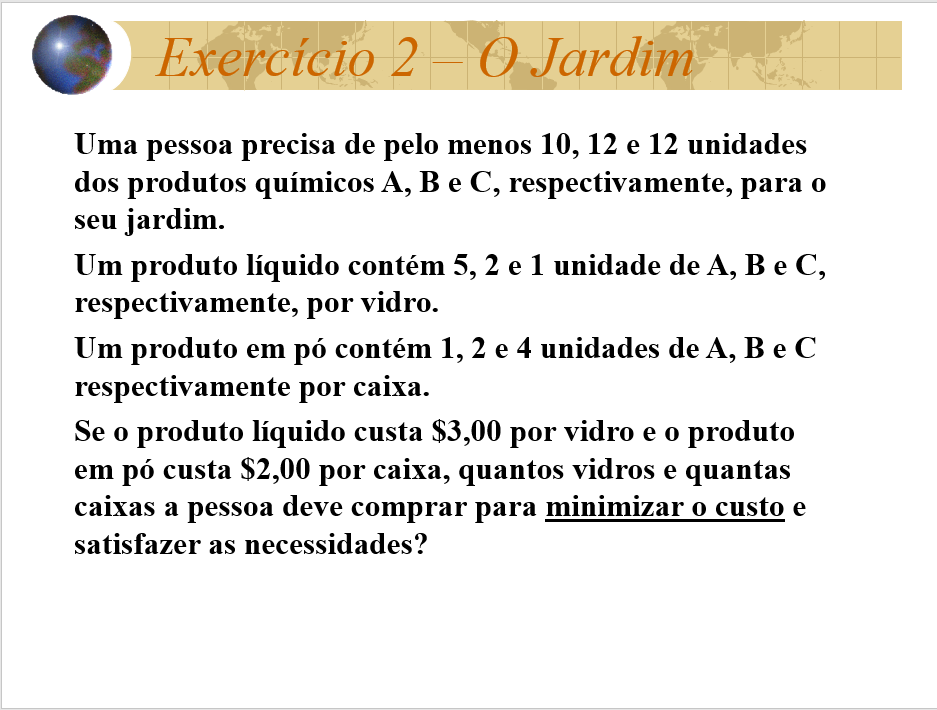 Exercício 2 – O Jardim
Uma pessoa precisa de pelo menos 10, 12 e 12 unidades
dos produtos químicos A, B e C, respectivamente, para o
seu jardim.
Um produto líquido contém 5, 2 e 1 unidade de A, B e C,
respectivamente, por vidro.
Um produto em pó contém 1, 2 e 4 unidades de A, B e C
respectivamente por caixa.
Se o produto líquido custa $3,00 por vidro e o produto
em pó custa $2,00 por caixa, quantos vidros e quantas
caixas a pessoa deve comprar para minimizar o custo e
satisfazer as necessidades?